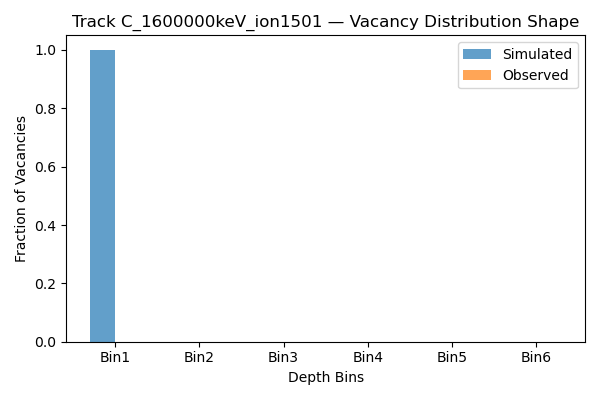 Track C_1600000keV_ion1501 — Vacancy Distribution Shape
Simulated
Observed
Fraction of Vacancies
1.0
0.8
0.6
0.4
0.2
0.0
Bin1 Bin2 Bin3 Bin4 Bin5 Bin6
Depth Bins